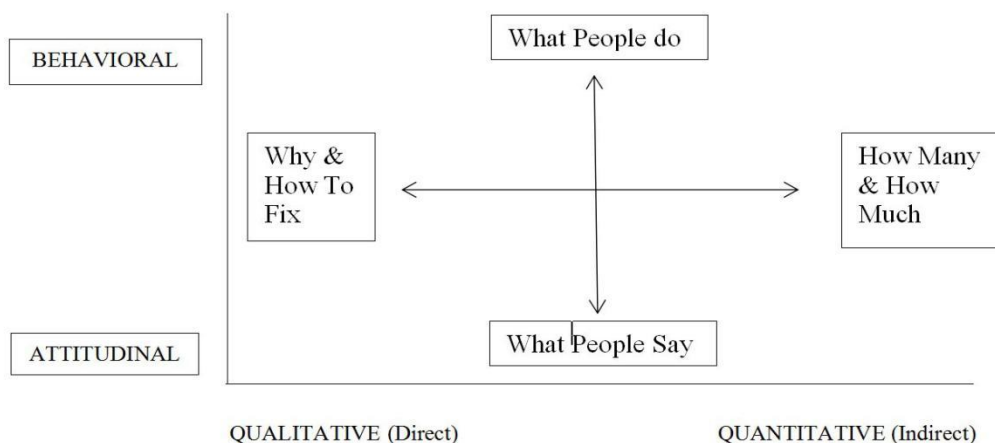 What People do
BEHAVIORAL
Why &
How To
Fix
How Many
& How
Much
What People Say
ATTITUDINAL
QUALITATIVE (Direct)
QUANTITATIVE (Indirect)